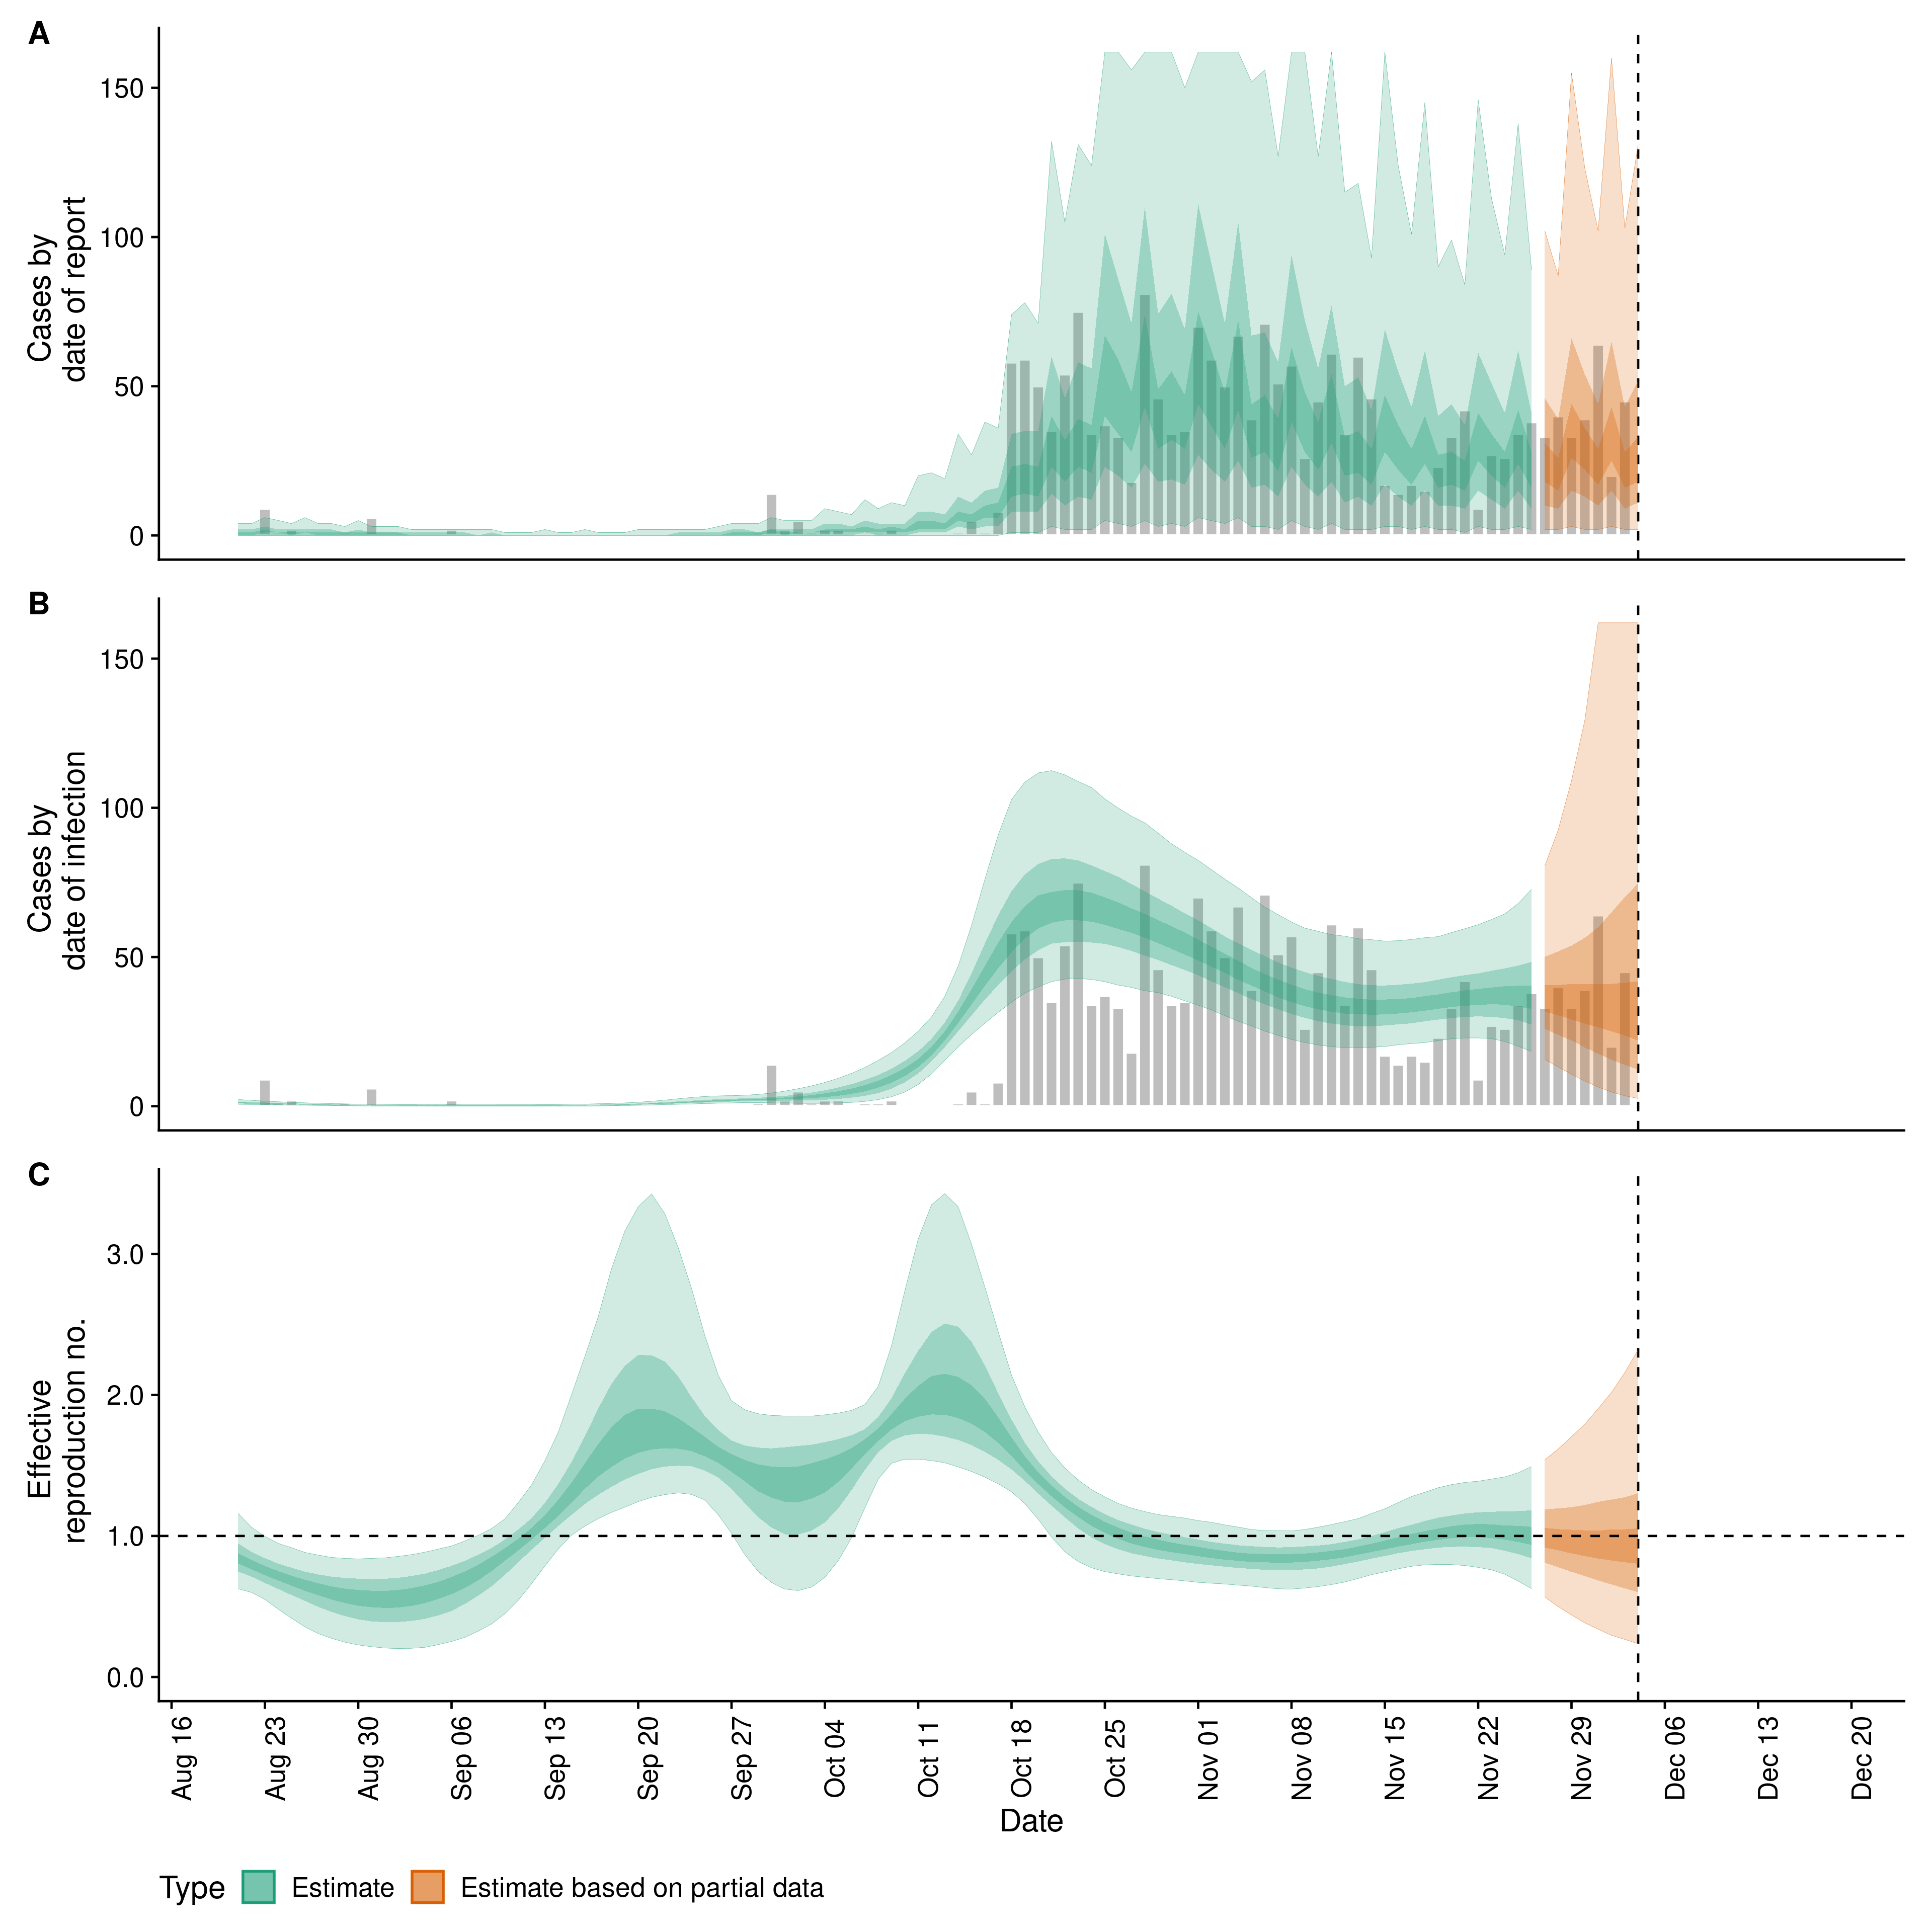 A
150
100
50
0
Cases by
date of report
B
150
100
50
0
Cases by
date of infection
C
3.0
2.0
1.0
0.0
Effective
reproduction no.
Aug 16
Aug 23
Aug 30
Sep 06
Sep 13
Sep 20
Sep 27
Oct 04
Oct 11
Oct 18
Oct 25
Nov 01
Nov 08
Nov 15
Nov 22
Nov 29
Dec 06
Dec 13
Dec 20
Date
Type Estimate Estimate based on partial data